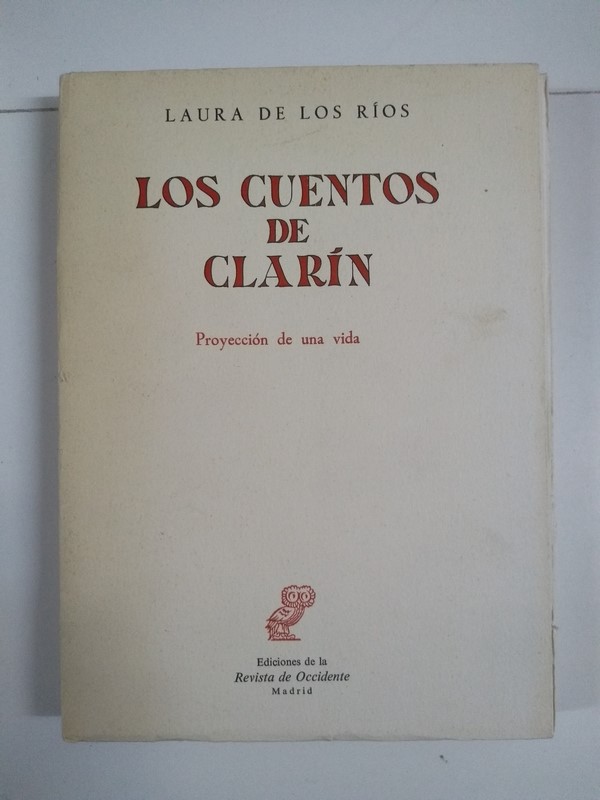 LAURA DE LOS RÍOS
LOS CUENTOS
DE
CLARÍN
Proyección de una vida
Ediciones de la
Revista de Occidente
Madrid